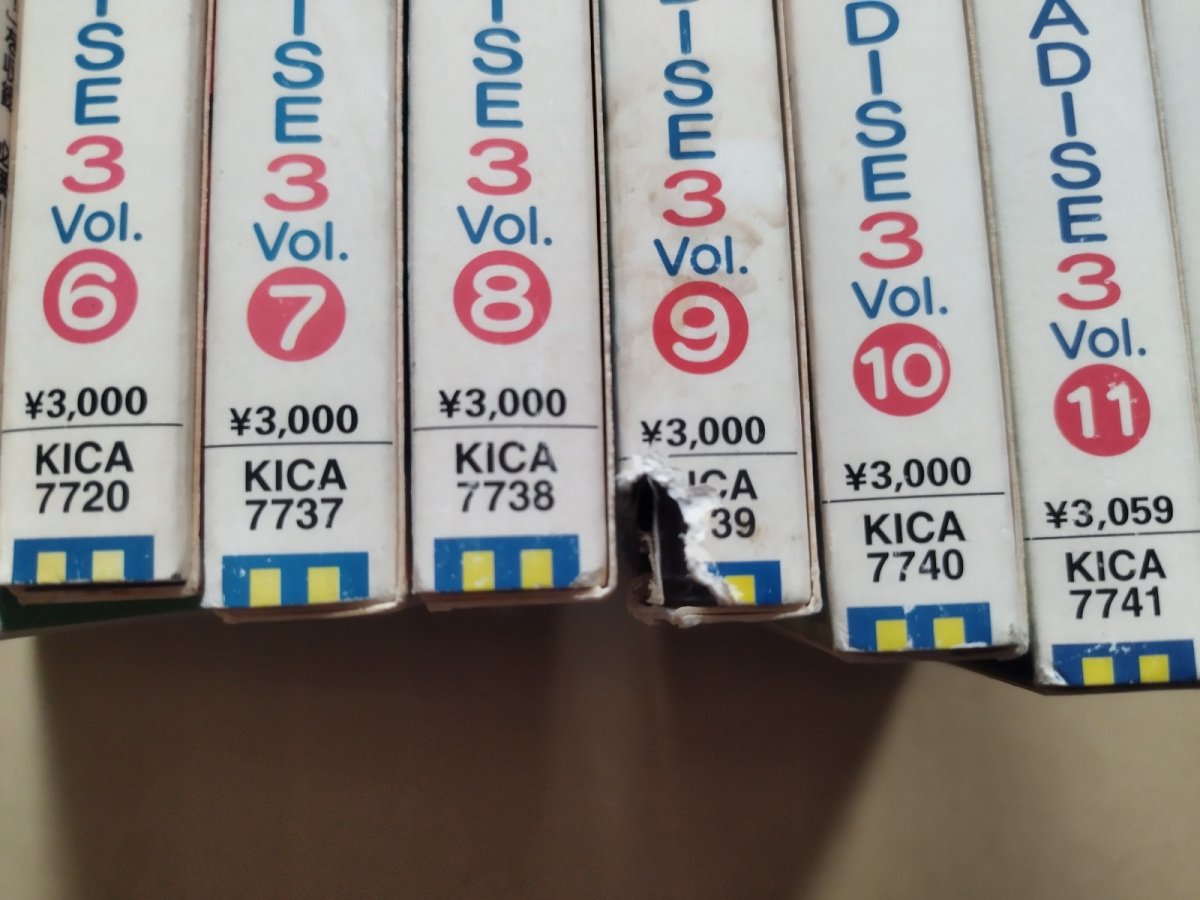 ISE
3
Vol.
6
¥3,000
KICA
7720
ISE
3
Vol.
7
¥3,000
KICA
7737
ISE
3
Vol.
8
¥3,000
KICA
7738
DISE
3
Vol.
9
¥3,000
ICA
39
DISE
3
Vol.
10
¥3,000
KICA
7740
ADISE
3
Vol.
11
¥3,059
KICA
7741